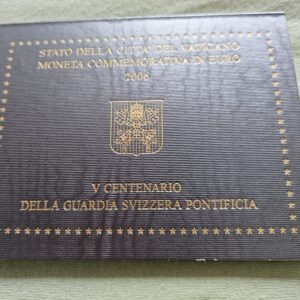 STATO DELLA CITTA' DEL VATICANO
MONETA COMMEMORATIVA IN EURO
2006
V CENTENARIO
DELLA GUARDIA SVIZZERA PONTIFICIA